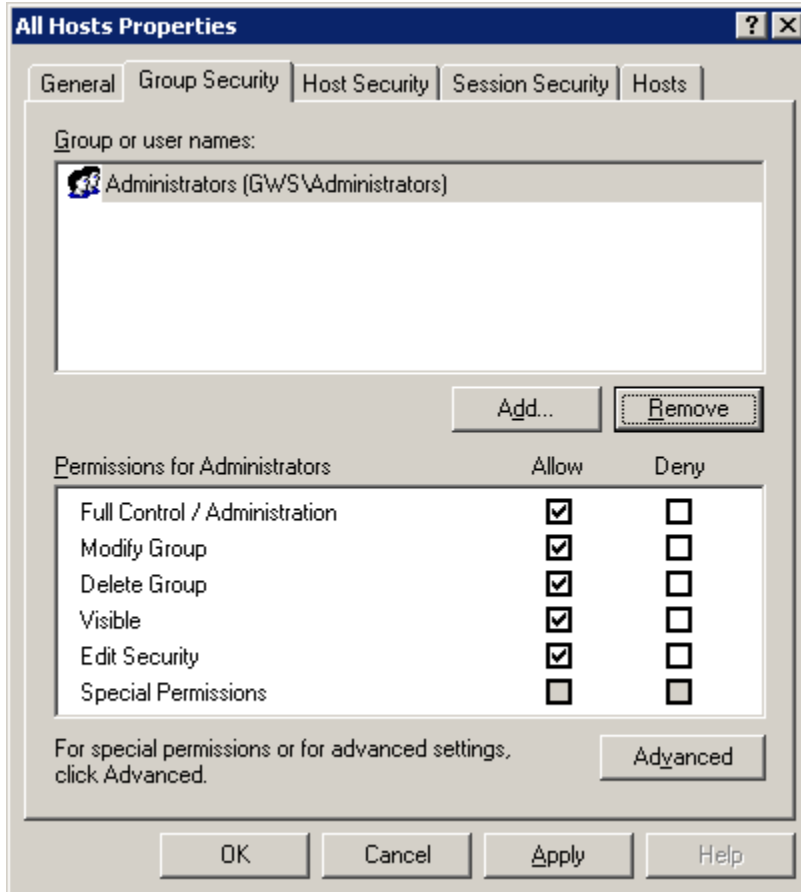 All Hosts Properties
General Group Security Host Security Session Security Hosts
Group or user names:
Administrators (GWS\Administrators)
Add... Remove
Permissions for Administrators Allow Deny
Full Control / Administration
Modify Group
Delete Group
Visible
Edit Security
Special Permissions
For special permissions or for advanced settings,
click Advanced.
Advanced
OK Cancel Apply Help